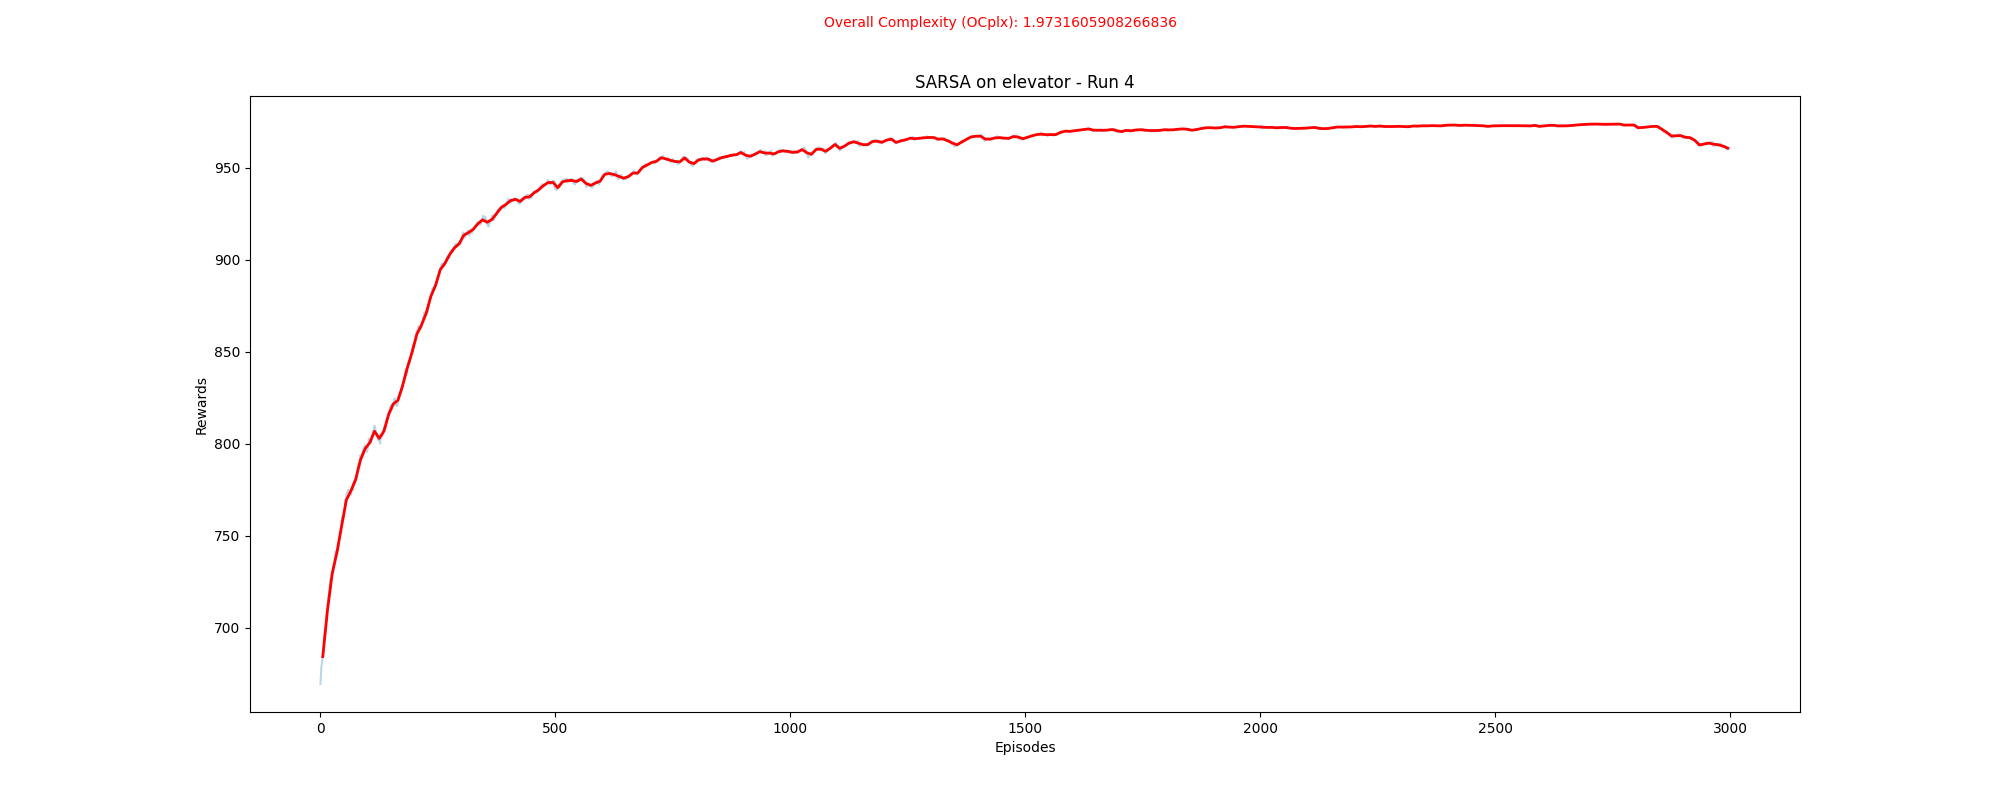 Overall Complexity (OCplx): 1.9731605908266836
SARSA on elevator - Run 4
Rewards
950
900
850
800
750
700
0 500 1000 1500 2000 2500 3000
Episodes